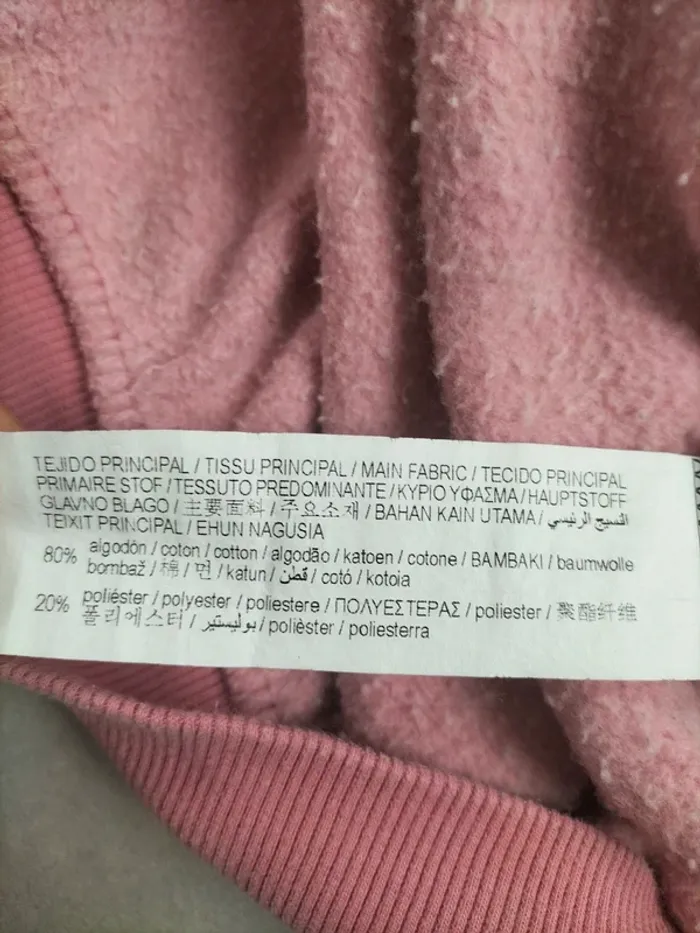 TEJIDO PRINCIPAL / TISSU PRINCIPAL / MAIN FABRIC / TECIDO PRINCIPAL
PRIMAIRE STOF / TESSUTO PREDOMINANTE / ΚΥΡΙΟ ΥΦΑΣΜΑ / HAUPTSTOFF
GLAVNO BLAGO / 主要面料 / 주요소재 / BAHAN KAIN UTAMA / النسيج الرئيسي
TEIXIT PRINCIPAL / EHUN NAGUSIA
80% algodón / coton / cotton / algodão / katoen / cotone / BAMBAKI / baumwolle
bombaž / 棉 / 면 / katun / قطن / cotó / kotoia
20% poliéster / polyester / poliestere / ΠΟΛΥΕΣΤΕΡΑΣ / poliester / 聚酯纤维
폴리에스터 / بوليستير / polièster / poliesterra